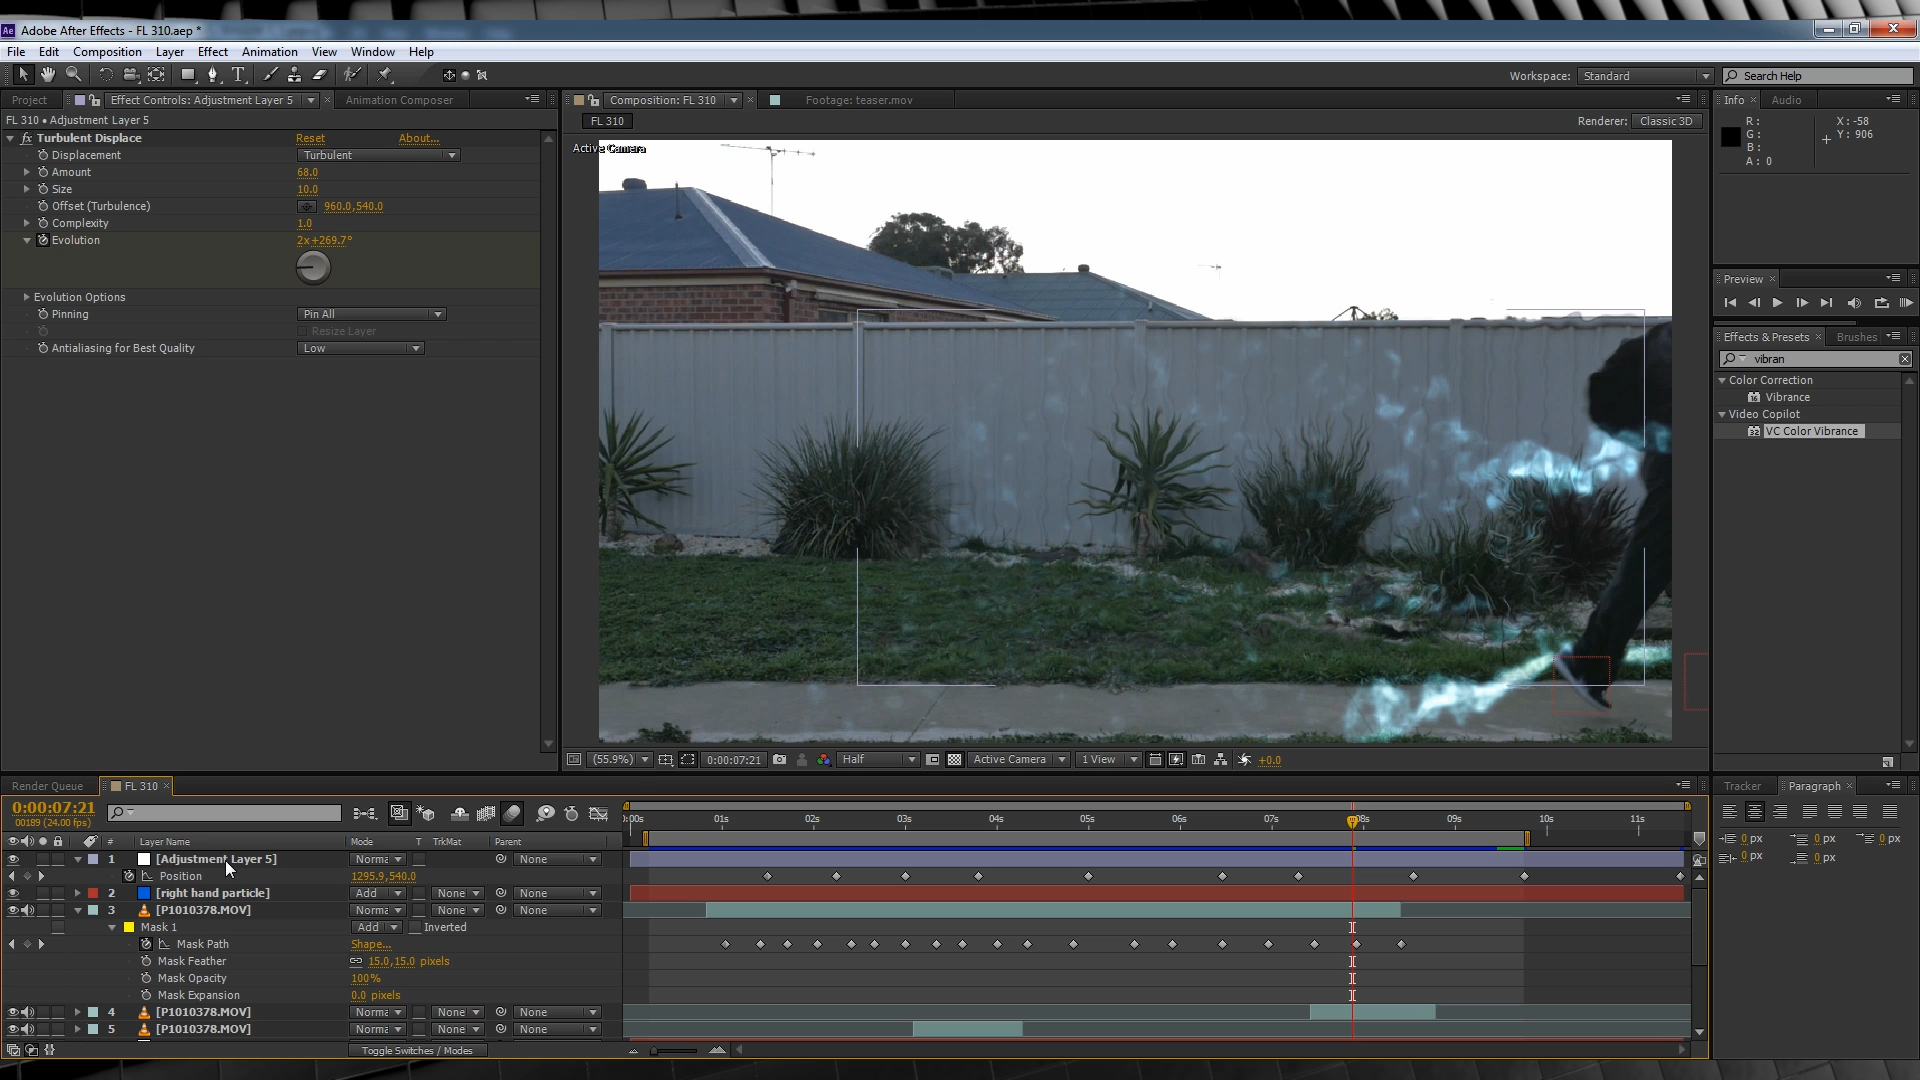 Ae Adobe After Effects - FL 310.aep *
File Edit Composition Layer Effect Animation View Window Help
Workspace: Standard Search Help
Project Effect Controls: Adjustment Layer 5 Animation Composer
Composition: FL 310 Footage: teaser.mov
Info Audio
FL 310 • Adjustment Layer 5
FL 310
Renderer: Classic 3D
R :
G :
B :
A : 0
X : -58
Y : 906
fx Turbulent Displace Reset About...
Displacement Turbulent
Amount 68.0
Size 10.0
Offset (Turbulence) 960.0,540.0
Complexity 1.0
Evolution 2x+269.7°
Evolution Options
Pinning Pin All
Resize Layer
Antialiasing for Best Quality Low
Active Camera
Preview
Effects & Presets Brushes
vibran
Color Correction
Vibrance
Video Copilot
VC Color Vibrance
(55.9%) 0:00:07:21 Half Active Camera 1 View +0.0
Render Queue FL 310
Tracker Paragraph
0:00:07:21
00189 (24.00 fps)
0:00s 01s 02s 03s 04s 05s 06s 07s 08s 09s 10s 11s
# Layer Name Mode T TrkMat Parent
1 [Adjustment Layer 5] Norma None
Position 1295.9,540.0
2 [right hand particle] Add None None
3 [P1010378.MOV] Norma None None
Mask 1 Add Inverted
Mask Path Shape...
Mask Feather 15.0,15.0 pixels
Mask Opacity 100%
Mask Expansion 0.0 pixels
4 [P1010378.MOV] Norma None None
5 [P1010378.MOV] Norma None None
Toggle Switches / Modes
0 px 0 px 0 px
0 px 0 px